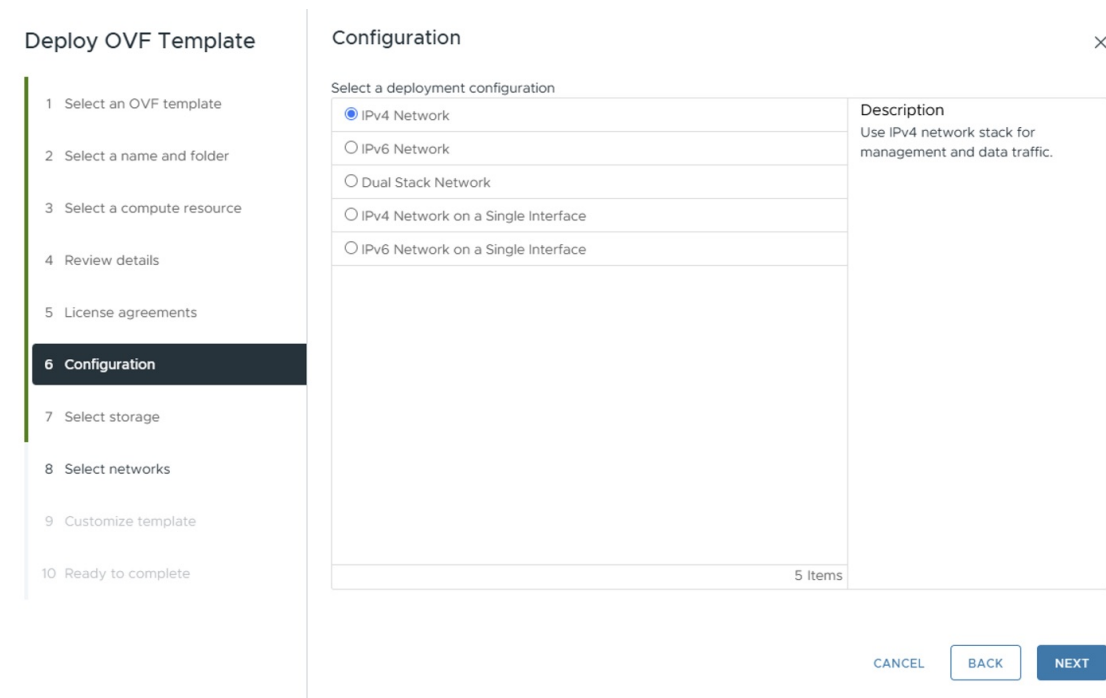 Deploy OVF Template
1 Select an OVF template
2 Select a name and folder
3 Select a compute resource
4 Review details
5 License agreements
6 Configuration
7 Select storage
8 Select networks
9 Customize template
10 Ready to complete
Configuration
Select a deployment configuration
IPv4 Network
IPv6 Network
Dual Stack Network
IPv4 Network on a Single Interface
IPv6 Network on a Single Interface
5 Items
Description
Use IPv4 network stack for
management and data traffic.
CANCEL
BACK
NEXT